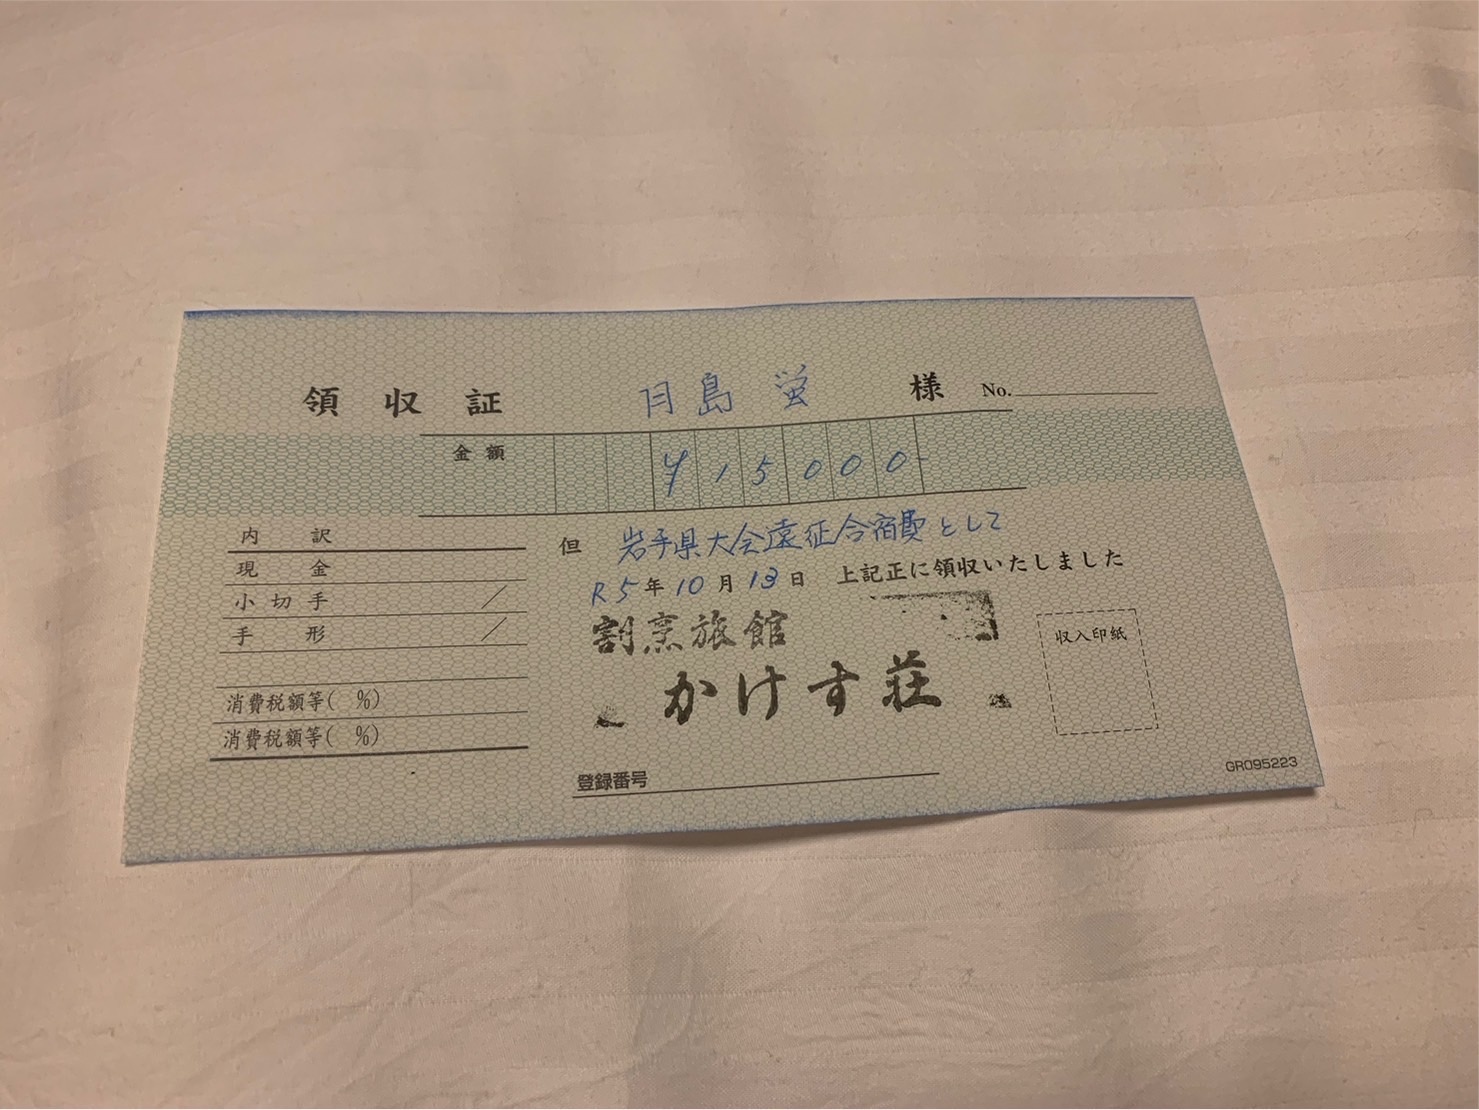 領収証 月島 蛍 様 No.
金額 ¥15000-
但 岩手県大会遠征合宿費として
R5年10月13日 上記正に領収いたしました
内訳
現金
小切手 /
手形 /
消費税額等( %)
消費税額等( %)
割烹旅館
かけす荘
収入印紙
登録番号
GR095223